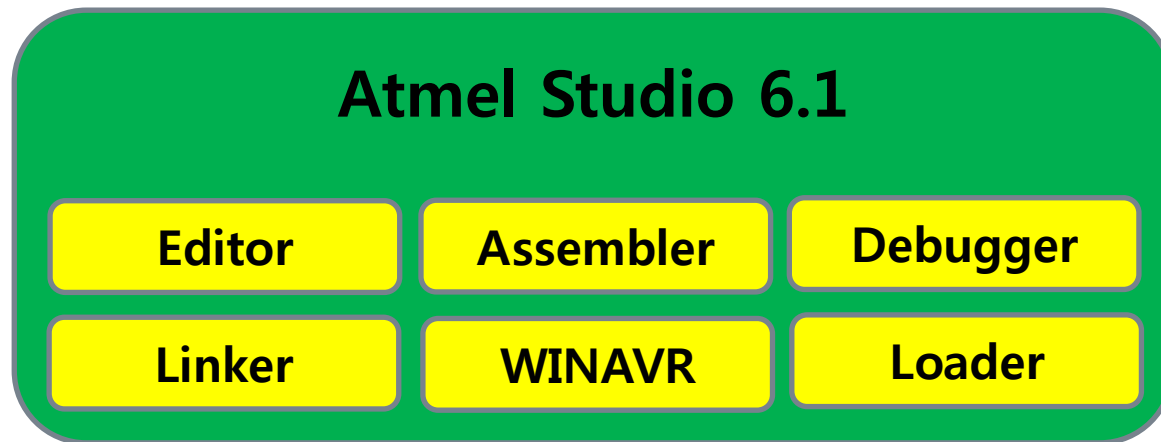 Atmel Studio 6.1
Editor
Assembler
Debugger
Linker
WINAVR
Loader